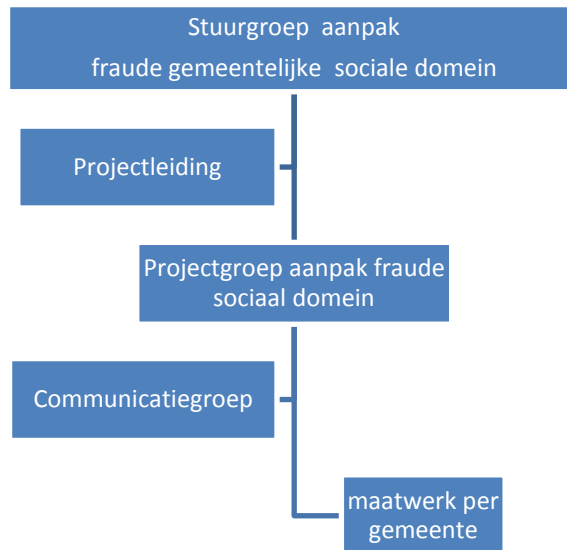 Stuurgroep aanpak
fraude gemeentelijke sociale domein
Projectleiding
Projectgroep aanpak fraude
sociaal domein
Communicatiegroep
maatwerk per
gemeente